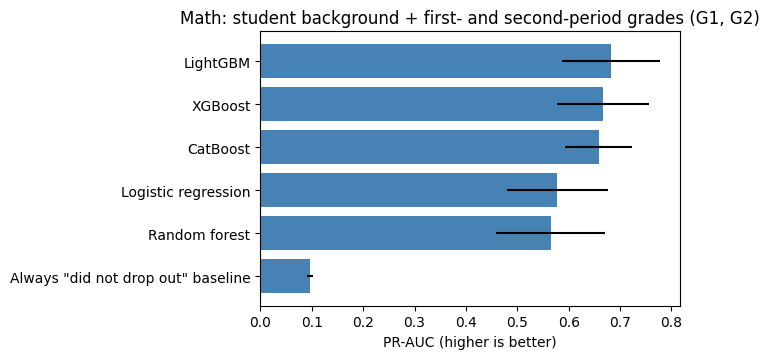 Math: student background + first- and second-period grades (G1, G2)
LightGBM
XGBoost
CatBoost
Logistic regression
Random forest
Always "did not drop out" baseline
0.0 0.1 0.2 0.3 0.4 0.5 0.6 0.7 0.8
PR-AUC (higher is better)